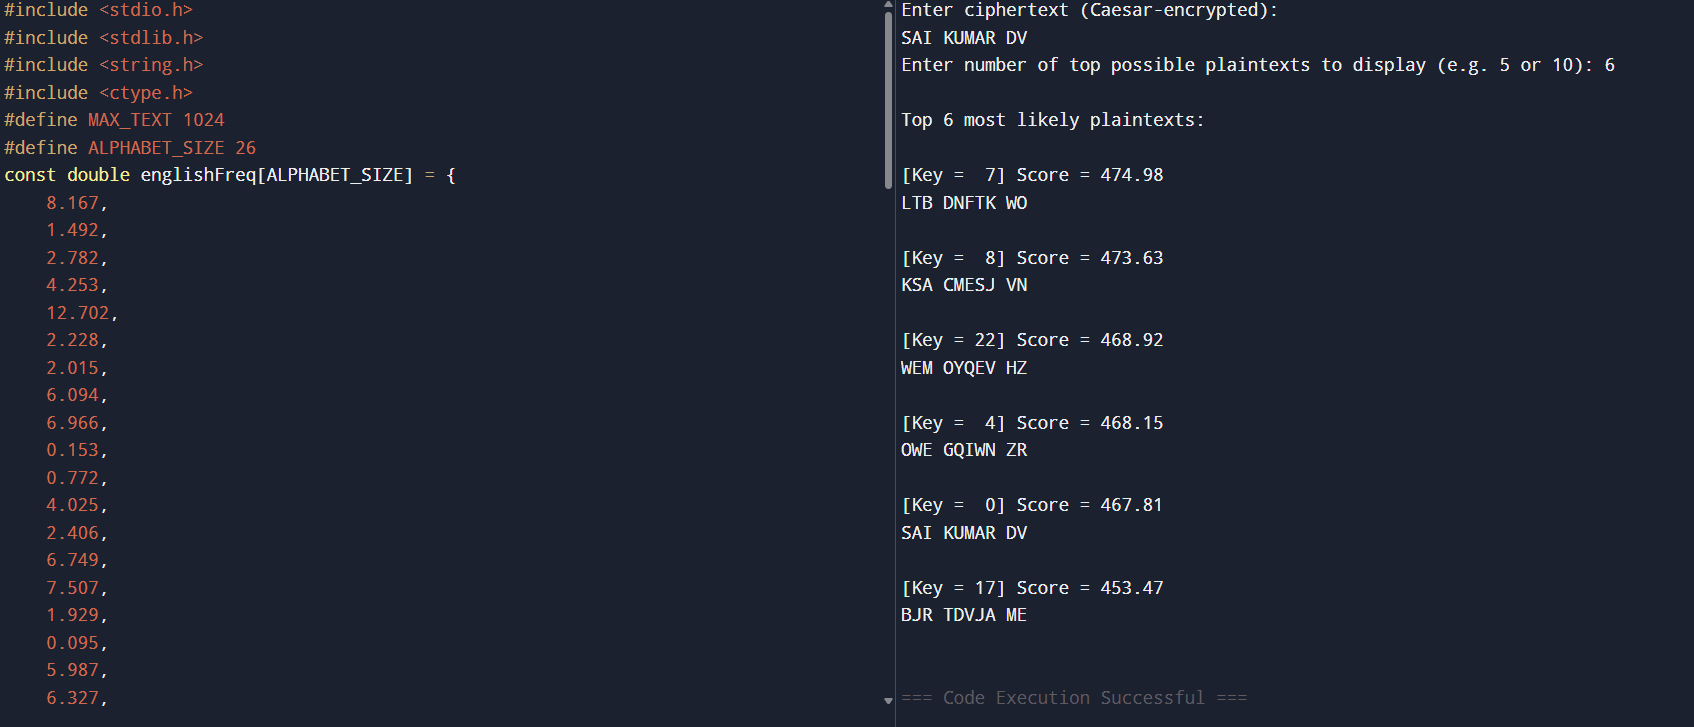 #include <stdio.h>
#include <stdlib.h>
#include <string.h>
#include <ctype.h>
#define MAX_TEXT 1024
#define ALPHABET_SIZE 26
const double englishFreq[ALPHABET_SIZE] = {
    8.167,
    1.492,
    2.782,
    4.253,
    12.702,
    2.228,
    2.015,
    6.094,
    6.966,
    0.153,
    0.772,
    4.025,
    2.406,
    6.749,
    7.507,
    1.929,
    0.095,
    5.987,
    6.327,
Enter ciphertext (Caesar-encrypted):
SAI KUMAR DV
Enter number of top possible plaintexts to display (e.g. 5 or 10): 6
Top 6 most likely plaintexts:
[Key =  7] Score = 474.98
LTB DNFTK WO
[Key =  8] Score = 473.63
KSA CMESJ VN
[Key = 22] Score = 468.92
WEM OYQEV HZ
[Key =  4] Score = 468.15
OWE GQIWN ZR
[Key =  0] Score = 467.81
SAI KUMAR DV
[Key = 17] Score = 453.47
BJR TDVJA ME
=== Code Execution Successful ===